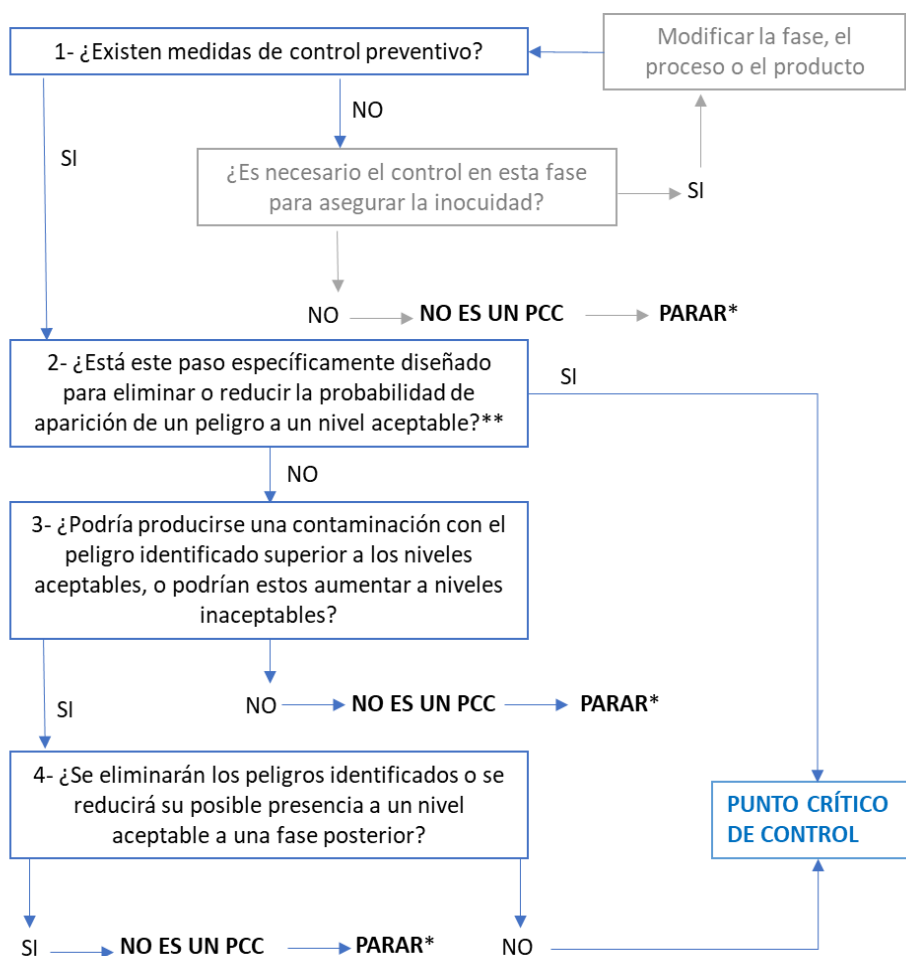 1- ¿Existen medidas de control preventivo?
Modificar la fase, el
proceso o el producto
NO
SI
¿Es necesario el control en esta fase
para asegurar la inocuidad?
SI
NO
NO ES UN PCC
PARAR*
2- ¿Está este paso específicamente diseñado
para eliminar o reducir la probabilidad de
aparición de un peligro a un nivel aceptable?**
SI
NO
3- ¿Podría producirse una contaminación con el
peligro identificado superior a los niveles
aceptables, o podrían estos aumentar a niveles
inaceptables?
SI
NO
NO ES UN PCC
PARAR*
4- ¿Se eliminarán los peligros identificados o se
reducirá su posible presencia a un nivel
aceptable a una fase posterior?
PUNTO CRÍTICO
DE CONTROL
SI
NO ES UN PCC
PARAR*
NO